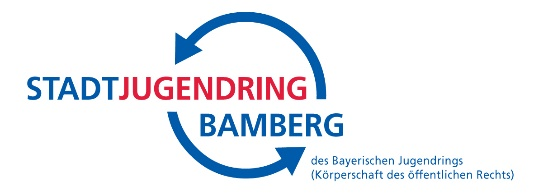 STADTJUGENDRING
BAMBERG
des Bayerischen Jugendrings
(Körperschaft des öffentlichen Rechts)